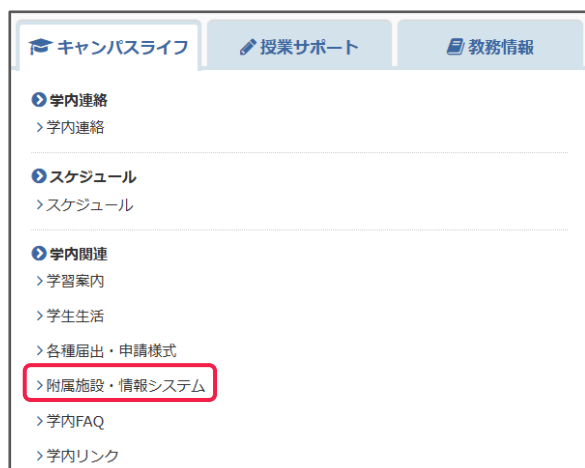 キャンパスライフ 授業サポート 教務情報
学内連絡
学内連絡
スケジュール
スケジュール
学内関連
学習案内
学生生活
各種届出・申請様式
附属施設・情報システム
学内FAQ
学内リンク